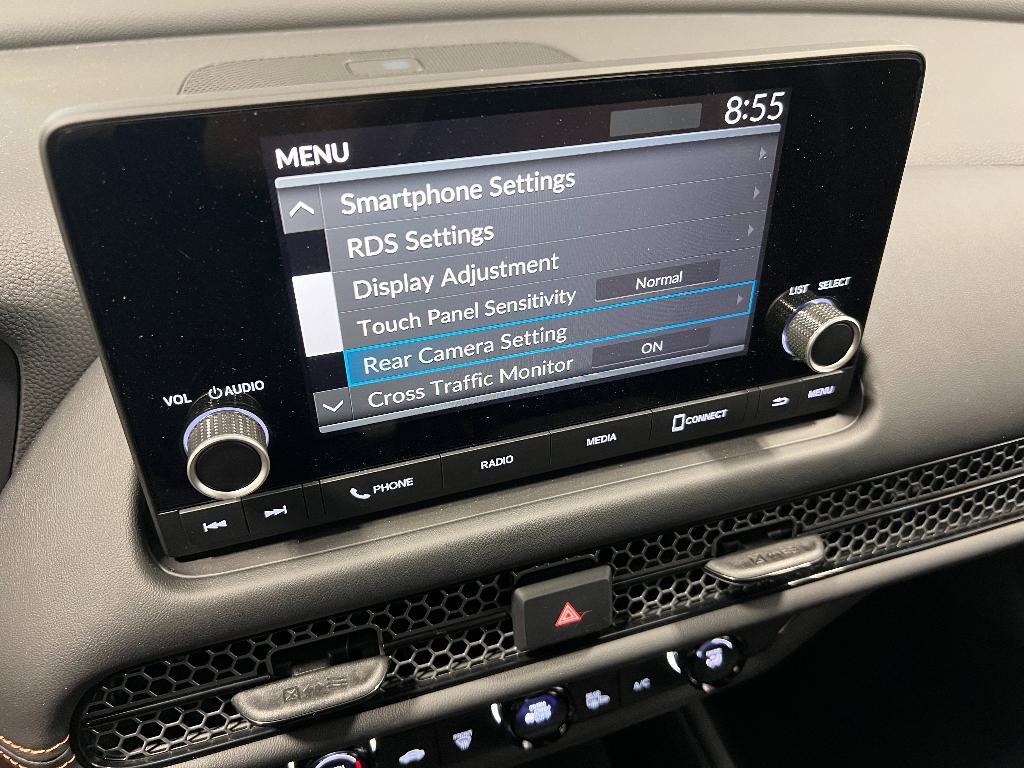 8:55
MENU
Smartphone Settings
RDS Settings
Display Adjustment
Touch Panel Sensitivity Normal
Rear Camera Setting
Cross Traffic Monitor ON
LIST SELECT
VOL AUDIO
PHONE
RADIO
MEDIA
CONNECT
MENU
A/C